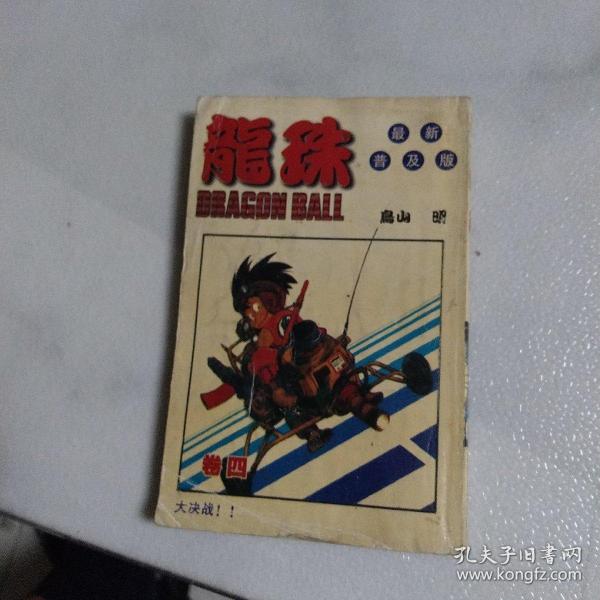 龍珠
DRAGON BALL
最新
普及版
鳥山 明
卷四
大决战！！
孔夫子旧书网
www.kongfz.com